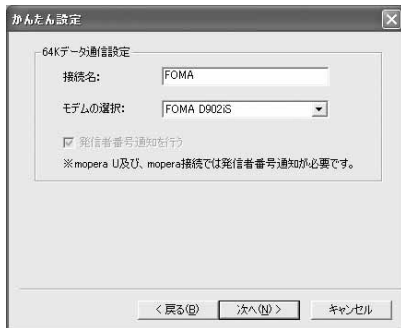 かんたん設定
64Kデータ通信設定
接続名: FOMA
モデムの選択: FOMA D902iS
発信者番号通知を行う
※mopera U及び、mopera接続では発信者番号通知が必要です。
< 戻る(B) 次へ(N) > キャンセル